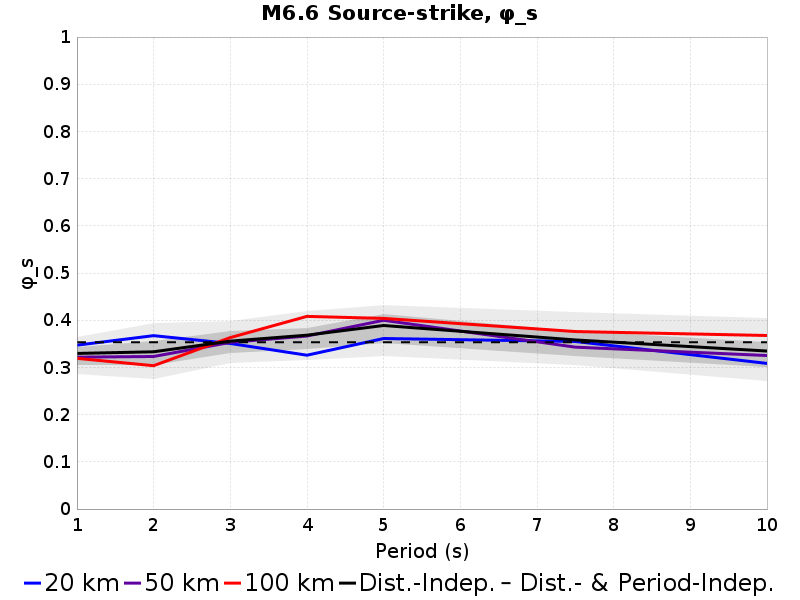 M6.6 Source-strike, φ_s
1
0.9
0.8
0.7
0.6
0.5
0.4
0.3
0.2
0.1
0
φ_s
1 2 3 4 5 6 7 8 9 10
Period (s)
20 km 50 km 100 km Dist.-Indep. Dist.- & Period-Indep.